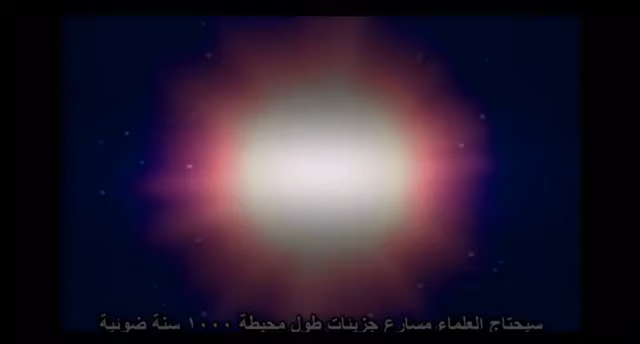 سيحتاج العلماء مسارع جزيئات طول محيطة ١٠٠٠ سنة ضوئية